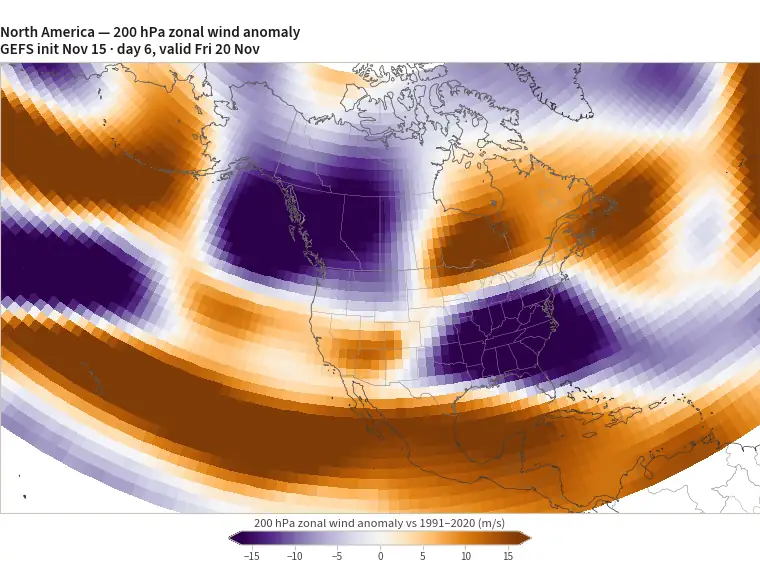 North America — 200 hPa zonal wind anomaly
GEFS init Nov 15 · day 6, valid Fri 20 Nov
200 hPa zonal wind anomaly vs 1991–2020 (m/s)
−15 −10 −5 0 5 10 15